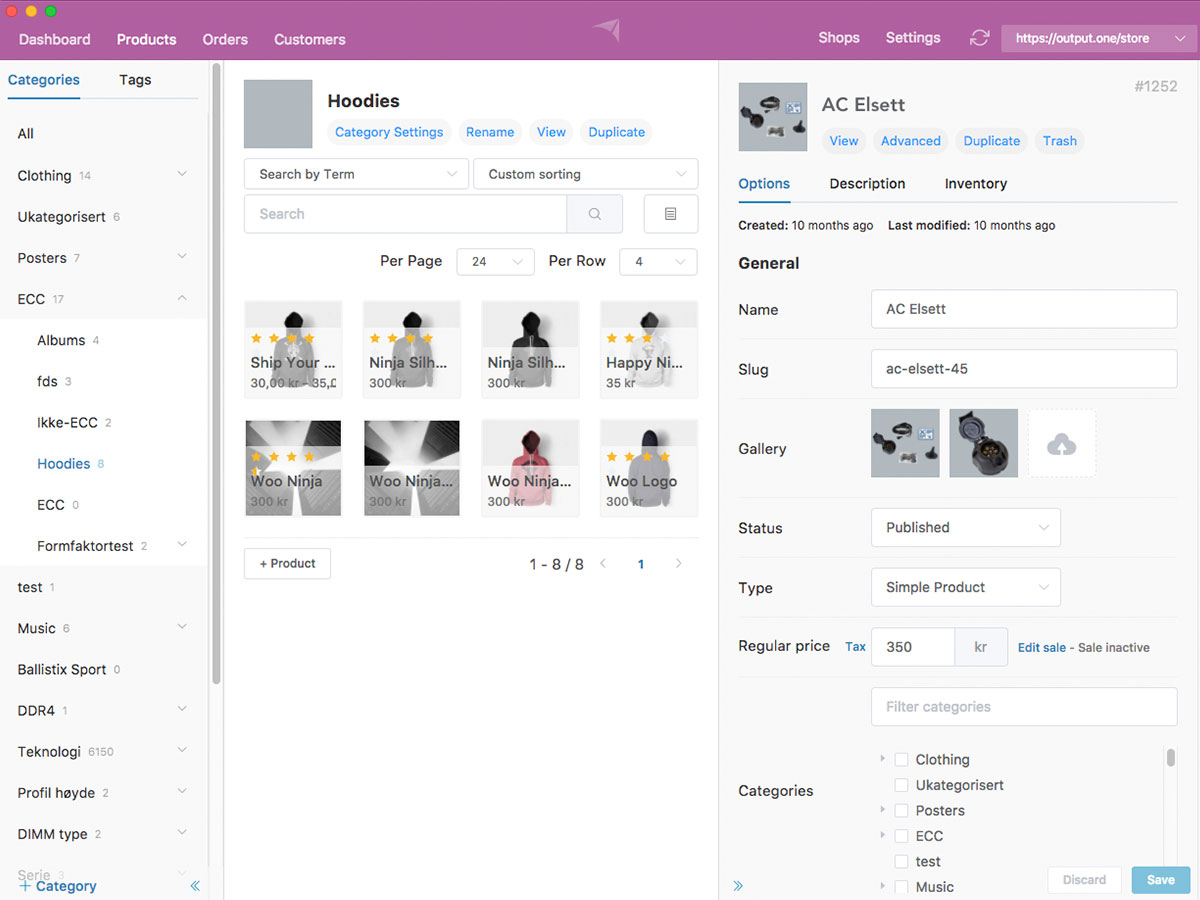 Dashboard Products Orders Customers Shops Settings https://output.one/store
Categories Tags
All
Clothing 14
Ukategorisert 6
Posters 7
ECC 17
Albums 4
fds 3
Ikke-ECC 2
Hoodies 8
ECC 0
Formfaktortest 2
test 1
Music 6
Ballistix Sport 0
DDR4 1
Teknologi 6150
Profil høyde 2
DIMM type 2
Serie 3
+ Category «
Hoodies
Category Settings Rename View Duplicate
Search by Term Custom sorting
Search
Per Page 24 Per Row 4
Ship Your ... Ninja Silh... Ninja Silh... Happy Ni...
30,00 kr – 35,0 300 kr 300 kr 35 kr
Woo Ninja Woo Ninja... Woo Ninja... Woo Logo
300 kr 300 kr 300 kr 300 kr
+ Product 1 - 8 / 8 < 1 >
#1252
AC Elsett
View Advanced Duplicate Trash
Options Description Inventory
Created: 10 months ago Last modified: 10 months ago
General
Name AC Elsett
Slug ac-elsett-45
Gallery
Status Published
Type Simple Product
Regular price Tax 350 kr Edit sale - Sale inactive
Filter categories
Categories
Clothing
Ukategorisert
Posters
ECC
test
Music
» Discard Save